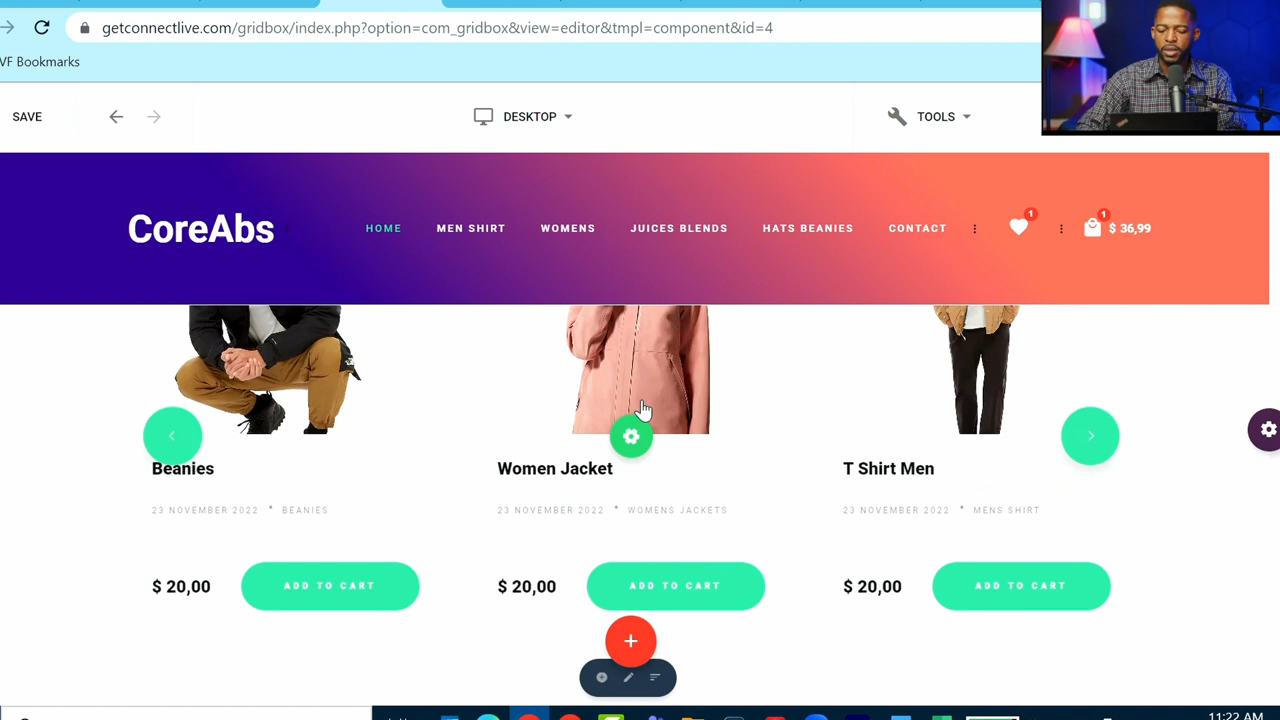 getconnectlive.com/gridbox/index.php?option=com_gridbox&view=editor&tmpl=component&id=4
VF Bookmarks
SAVE
DESKTOP
TOOLS
CoreAbs
HOME
MEN SHIRT
WOMENS
JUICES BLENDS
HATS BEANIES
CONTACT
1
1
$ 36,99
Beanies
Women Jacket
T Shirt Men
23 NOVEMBER 2022 • BEANIES
23 NOVEMBER 2022 • WOMENS JACKETS
23 NOVEMBER 2022 • MENS SHIRT
$ 20,00
ADD TO CART
$ 20,00
ADD TO CART
$ 20,00
ADD TO CART
11:22 AM